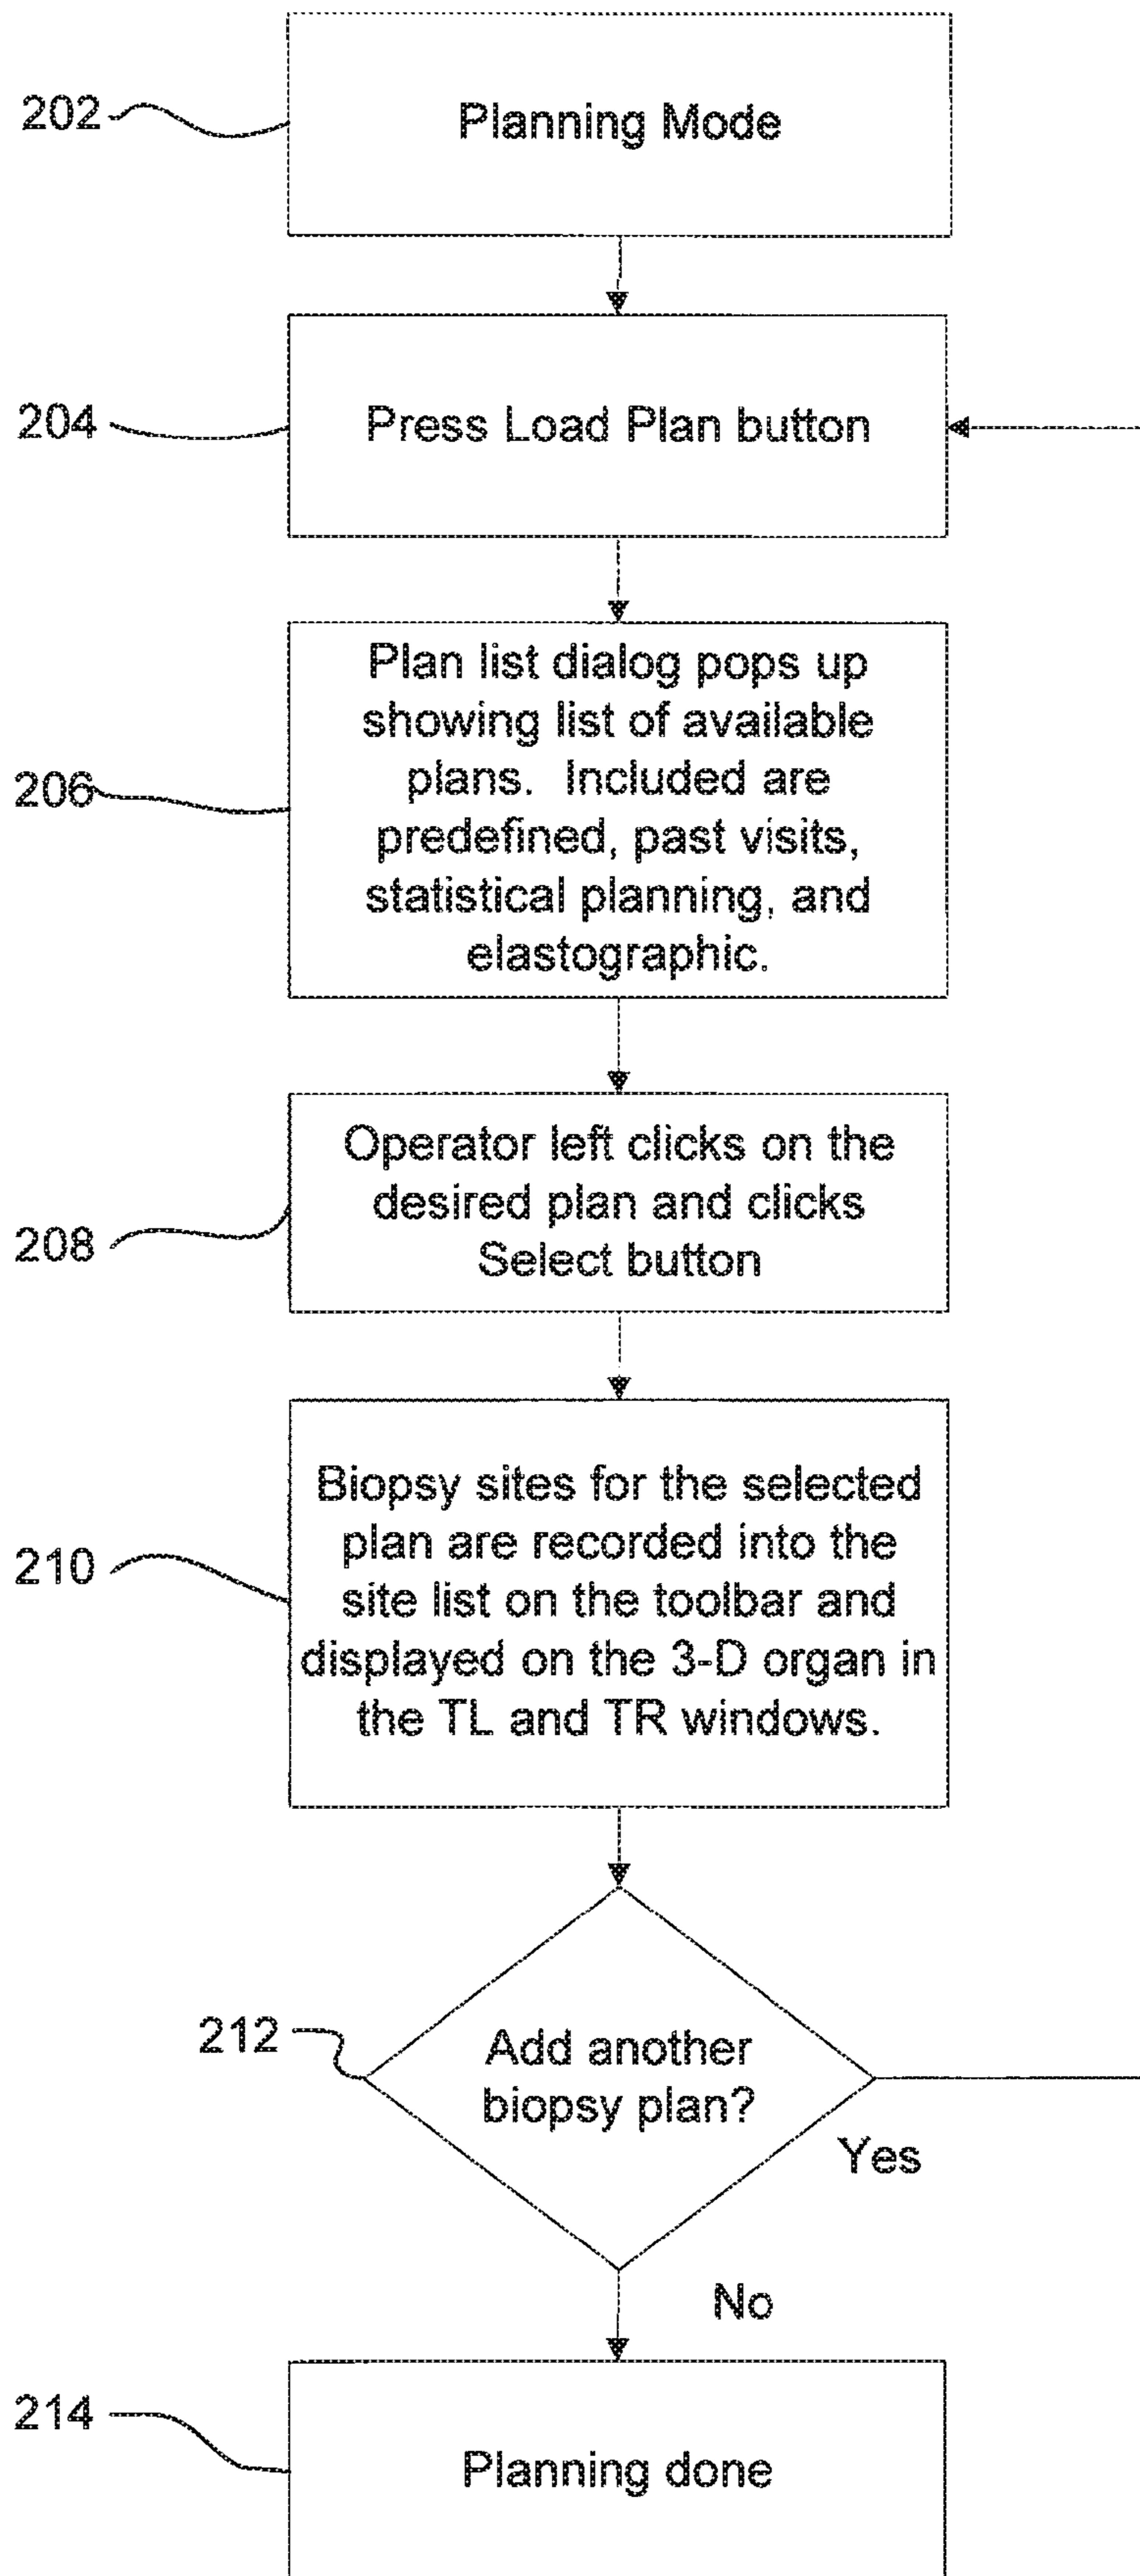 202
Planning Mode
204
Press Load Plan button
206
Plan list dialog pops up
showing list of available
plans.  Included are
predefined, past visits,
statistical planning, and
elastographic.
208
Operator left clicks on the
desired plan and clicks
Select button
210
Biopsy sites for the selected
plan are recorded into the
site list on the toolbar and
displayed on the 3-D organ in
the TL and TR windows.
212
Add another
biopsy plan?
Yes
No
214
Planning done